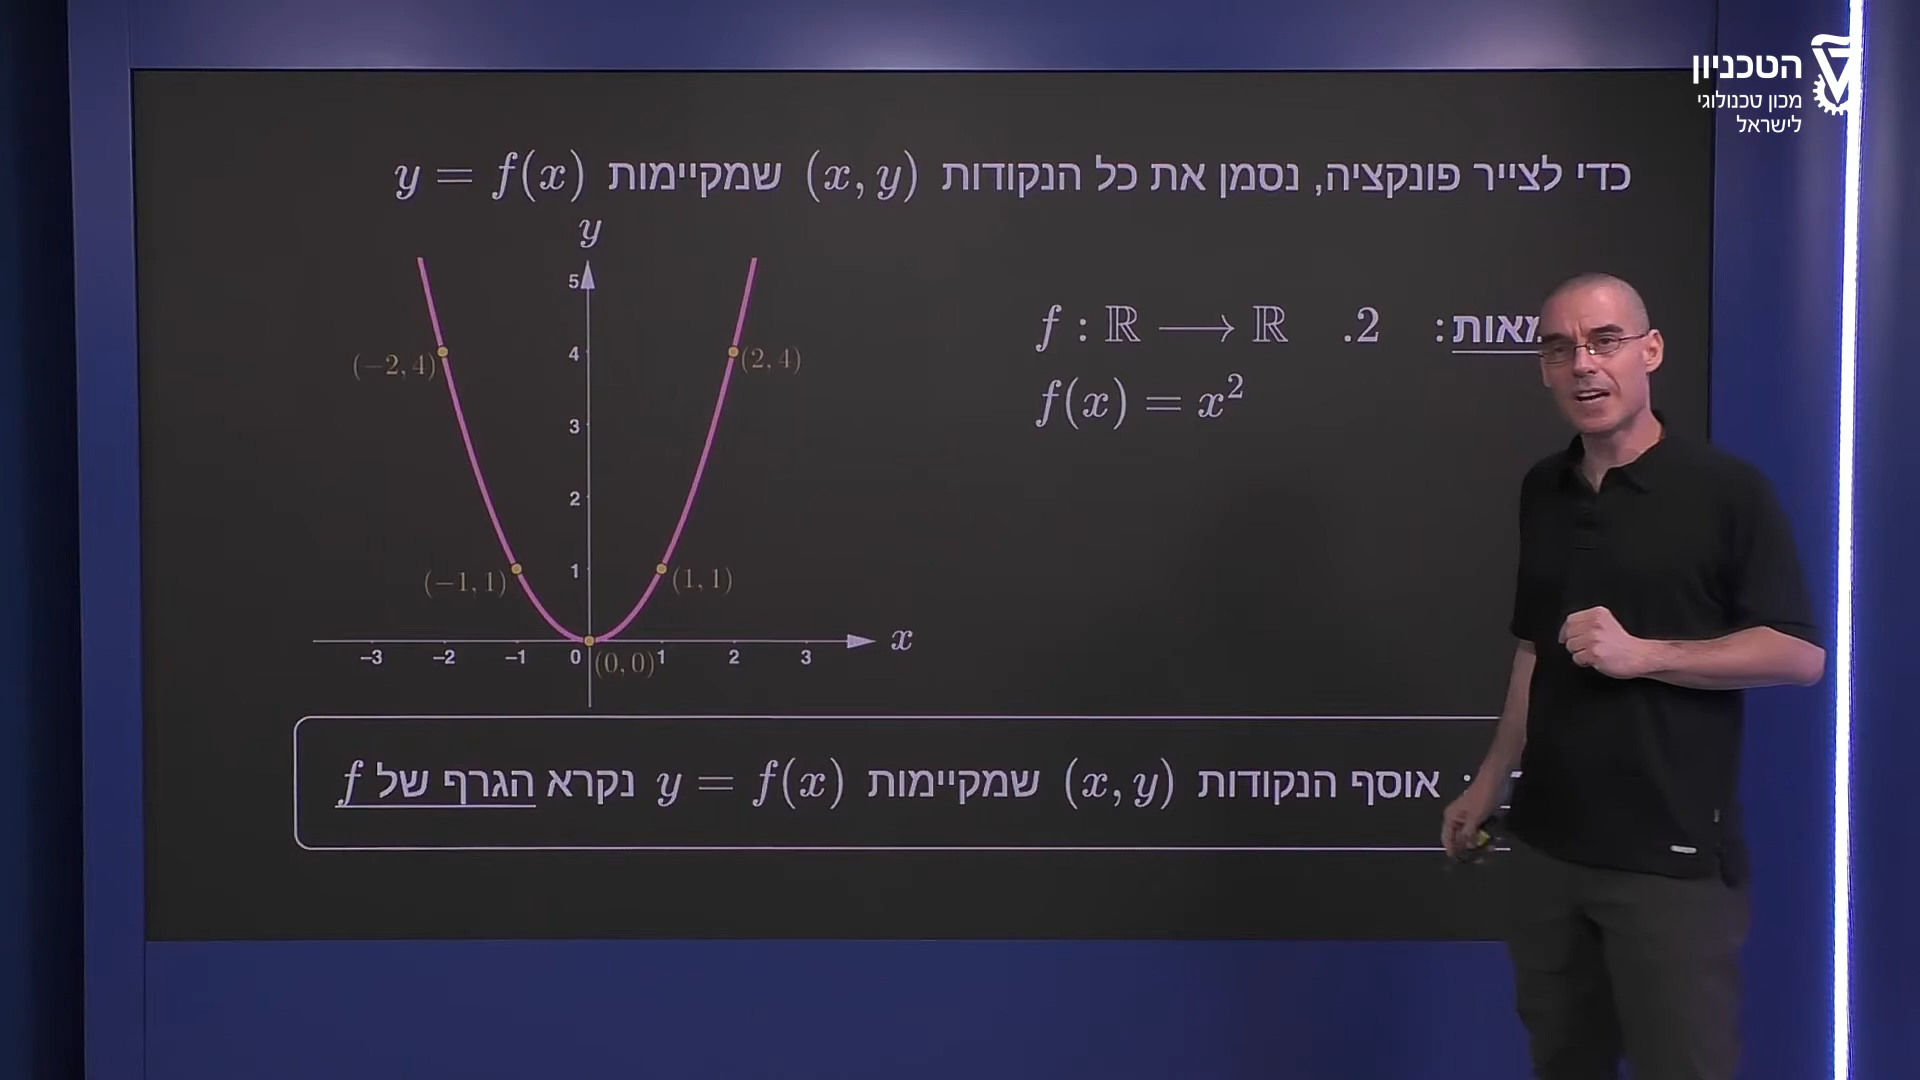 הטכניון
מכון טכנולוגי
לישראל
כדי לצייר פונקציה, נסמן את כל הנקודות (x, y) שמקיימות y = f(x)
y
5
4
3
2
1
(−2, 4)
(2, 4)
(−1, 1)
(1, 1)
(0, 0)
–3 –2 –1 0 1 2 3
x
: .2 f : ℝ ⟶ ℝ
f(x) = x²
: אוסף הנקודות (x, y) שמקיימות y = f(x) נקרא הגרף של f